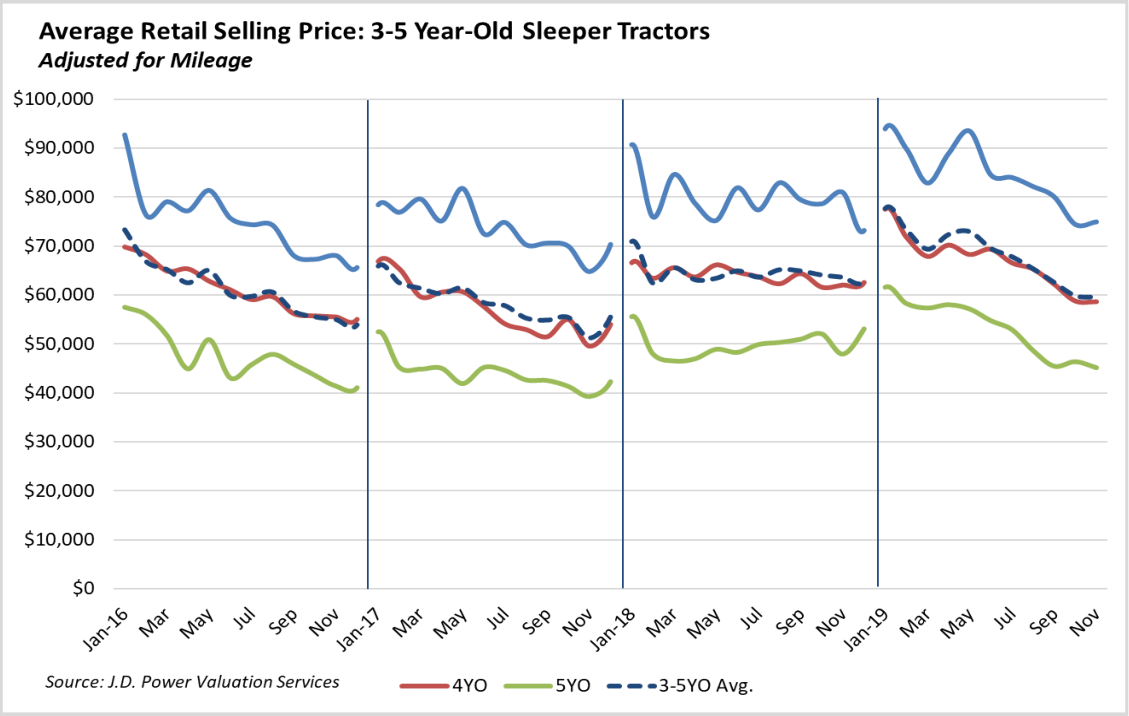 Average Retail Selling Price: 3-5 Year-Old Sleeper Tractors
Adjusted for Mileage
$100,000
$90,000
$80,000
$70,000
$60,000
$50,000
$40,000
$30,000
$20,000
$10,000
$0
Jan-16 Mar May Jul Sep Nov Jan-17 Mar May Jul Sep Nov Jan-18 Mar May Jul Sep Nov Jan-19 Mar May Jul Sep Nov
Source: J.D. Power Valuation Services 4YO 5YO 3-5YO Avg.